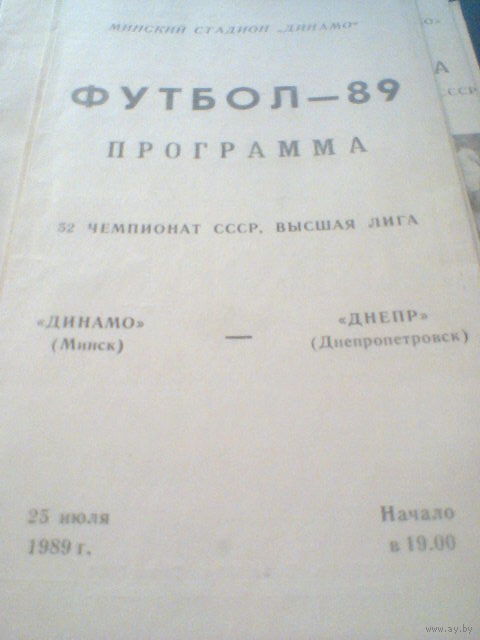 МИНСКИЙ СТАДИОН „ДИНАМО"
ФУТБОЛ—89
ПРОГРАММА
52 ЧЕМПИОНАТ СССР. ВЫСШАЯ ЛИГА
«ДИНАМО»
(Минск)
—
«ДНЕПР»
(Днепропетровск)
25 июля
1989 г.
Начало
в 19.00
О»
А
СССР
www.ay.by